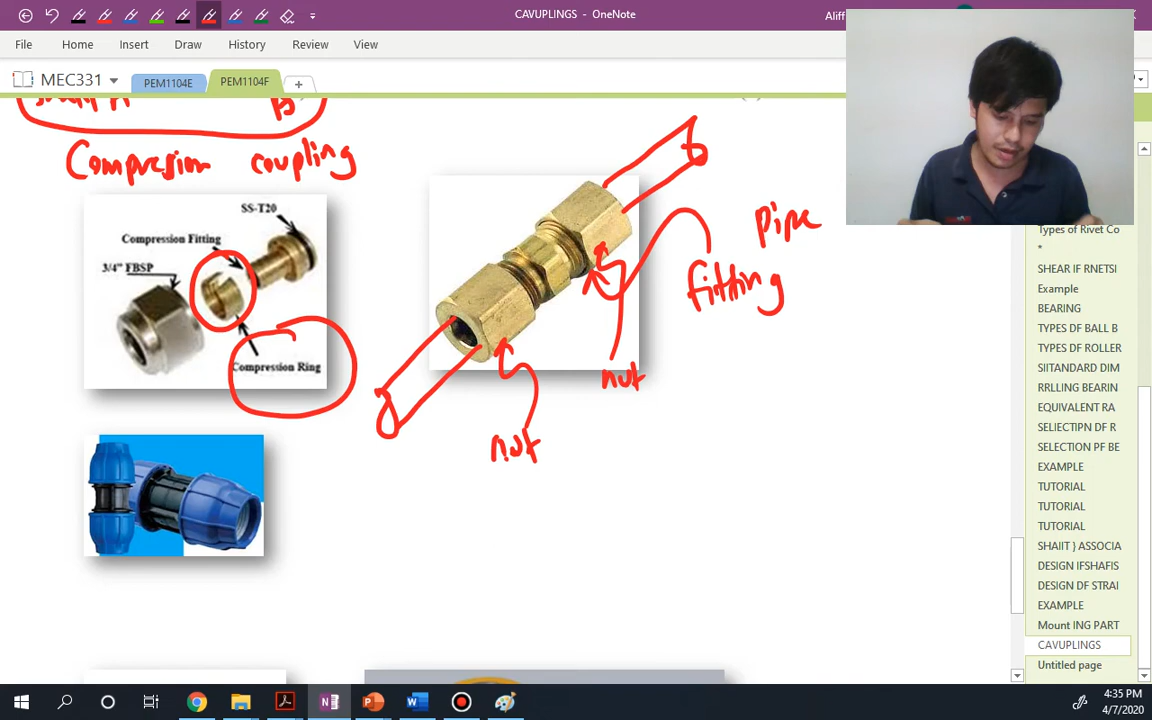 CAVUPLINGS - OneNote
Aliff
File Home Insert Draw History Review View
MEC331 PEM1104E PEM1104F +
Compression coupling
SS-T20
Compression Fitting
3/4" FBSP
Compression Ring
pipe
fitting
nut
nut
Types of Rivet Co
*
SHEAR IF RNETSI
Example
BEARING
TYPES DF BALL B
TYPES DF ROLLER
SIITANDARD DIM
RRLLING BEARIN
EQUIVALENT RA
SELIECTIPN DF R
SELECTION PF BE
EXAMPLE
TUTORIAL
TUTORIAL
TUTORIAL
SHAIIT } ASSOCIA
DESIGN IFSHAFIS
DESIGN DF STRAI
EXAMPLE
Mount ING PART
CAVUPLINGS
Untitled page
4:35 PM
4/7/2020